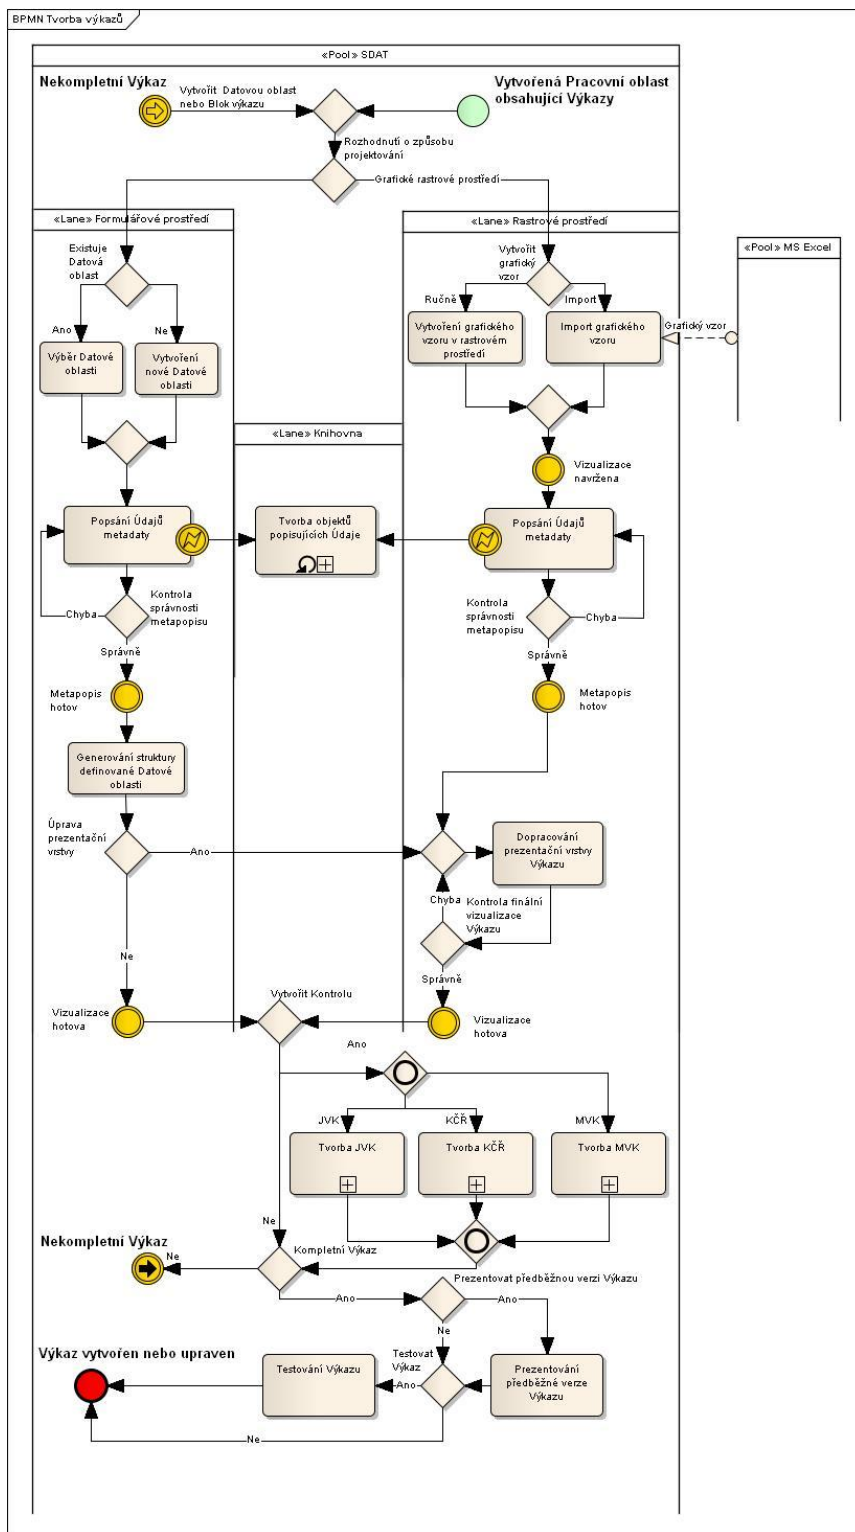 BPMN Tvorba výkazů
«Pool» SDAT
Nekompletní Výkaz
Vytvořit Datovou oblast
nebo Blok výkazu
Vytvořená Pracovní oblast
obsahující Výkazy
Rozhodnutí o způsobu
projektování
Grafické rastrové prostředí
«Lane» Formulářové prostředí
«Lane» Rastrové prostředí
«Pool» MS Excel
Existuje
Datová
oblast
Vytvořit
grafický
vzor
Ručně
Import
Ano
Ne
Grafický vzor
Výběr Datové
oblasti
Vytvoření
nové Datové
oblasti
Vytvoření grafického
vzoru v rastrovém
prostředí
Import grafického
vzoru
«Lane» Knihovna
Vizualizace
navržena
Popsání Údajů
metadaty
Tvorba objektů
popisujících Údaje
Popsání Údajů
metadaty
Chyba
Kontrola
správnosti
metapopisu
Kontrola
správnosti
metapopisu
Chyba
Správně
Správně
Metapopis
hotov
Metapopis
hotov
Generování struktury
definované Datové
oblasti
Úprava
prezentační
vrstvy
Ano
Dopracování
prezentační vrstvy
Výkazu
Chyba
Kontrola finální
vizualizace
Výkazu
Ne
Správně
Vytvořit Kontrolu
Vizualizace
hotova
Vizualizace
hotova
Ano
JVK
KČŘ
MVK
Tvorba JVK
Tvorba KČŘ
Tvorba MVK
Ne
Nekompletní Výkaz
Ne
Kompletní Výkaz
Prezentovat předběžnou verzi Výkazu
Ano
Ano
Ne
Výkaz vytvořen nebo upraven
Testování Výkazu
Testovat
Výkaz
Ano
Prezentování
předběžné verze
Výkazu
Ne